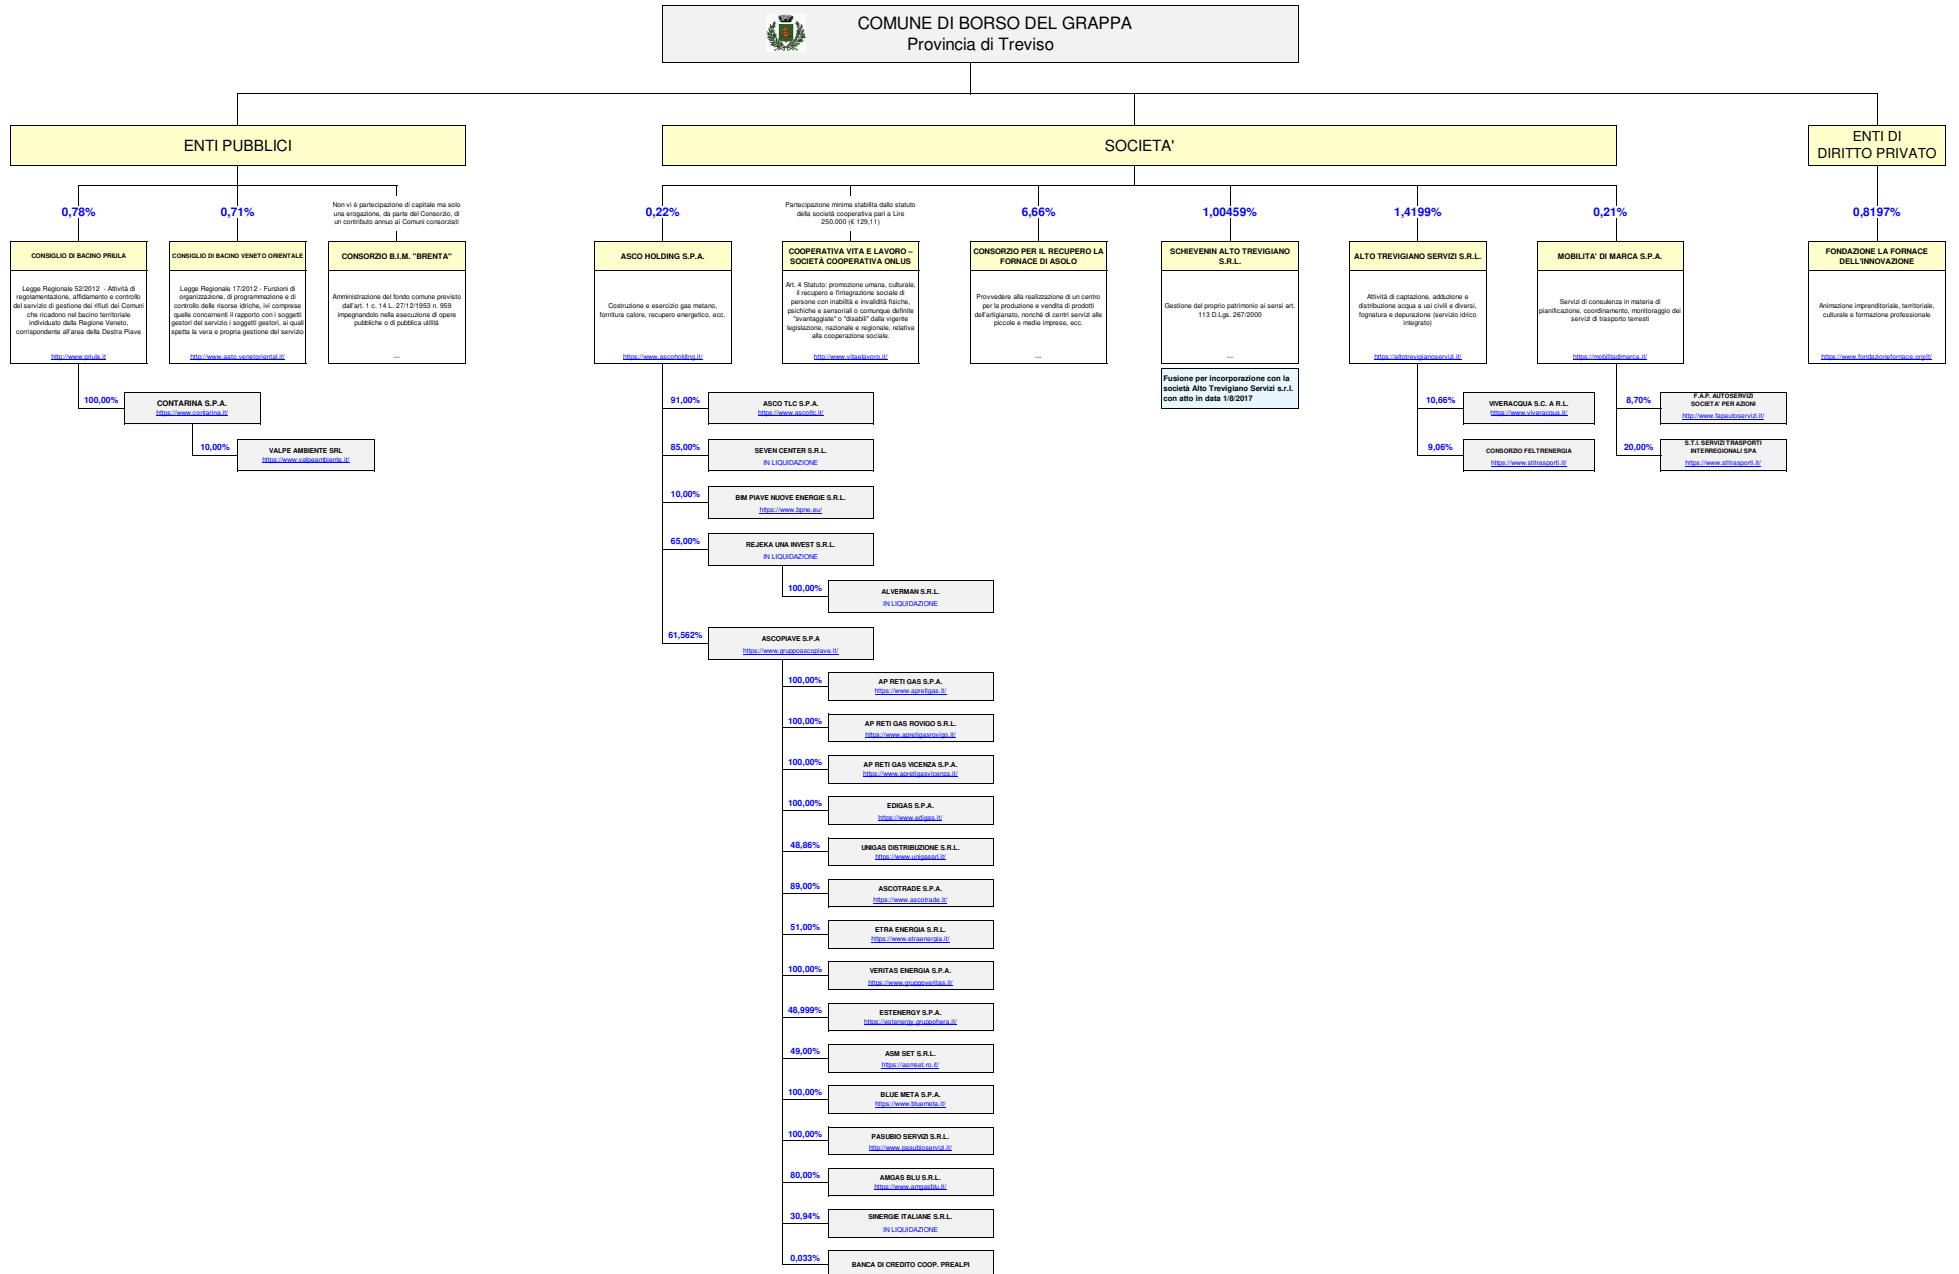 COMUNE DI BORSO DEL GRAPPA
Provincia di Treviso
ENTI PUBBLICI
0,78%
CONSIGLIO DI BACINO PRIULA
Legge Regionale 52/2012 - Attività di
regolamentazione, affidamento e controllo
del servizio di gestione dei rifiuti dei Comuni
che ricadono nel bacino territoriale
individuato dalla Regione Veneto,
corrispondente all'area della Destra Piave
http://www.priula.it
100,00%
CONTARINA S.P.A.
https://www.contarina.it/
10,00%
VALPE AMBIENTE SRL
https://www.valpeambiente.it/
0,71%
CONSIGLIO DI BACINO VENETO ORIENTALE
Legge Regionale 17/2012 - Funzioni di
organizzazione, di programmazione e di
controllo delle risorse idriche, ivi comprese
quelle concernenti il rapporto con i soggetti
gestori del servizio i soggetti gestori, ai quali
spetta la vera e propria gestione del servizio
http://www.aato.venetoriental.it/
Non vi è partecipazione di capitale ma solo
una erogazione, da parte del Consorzio, di
un contributo annuo ai Comuni consorziati
CONSORZIO B.I.M. "BRENTA"
Amministrazione del fondo comune previsto
dall'art. 1 c. 14 L. 27/12/1953 n. 959
impegnandolo nella esecuzione di opere
pubbliche o di pubblica utilità
---
SOCIETA'
0,22%
ASCO HOLDING S.P.A.
Costruzione e esercizio gas metano,
fornitura calore, recupero energetico, ecc.
https://www.ascoholding.it/
91,00%
ASCO TLC S.P.A.
https://www.ascotlc.it/
85,00%
SEVEN CENTER S.R.L.
IN LIQUIDAZIONE
10,00%
BIM PIAVE NUOVE ENERGIE S.R.L.
https://www.bpne.eu/
65,00%
REJEKA UNA INVEST S.R.L.
IN LIQUIDAZIONE
100,00%
ALVERMAN S.R.L.
IN LIQUIDAZIONE
61,562%
ASCOPIAVE S.P.A
https://www.gruppoascopiave.it/
100,00%
AP RETI GAS S.P.A.
https://www.apretigas.it/
100,00%
AP RETI GAS ROVIGO S.R.L.
https://www.apretigasrovigo.it/
100,00%
AP RETI GAS VICENZA S.P.A.
https://www.apretigasvicenza.it/
100,00%
EDIGAS S.P.A.
https://www.edigas.it/
48,86%
UNIGAS DISTRIBUZIONE S.R.L.
https://www.unigassrl.it/
89,00%
ASCOTRADE S.P.A.
https://www.ascotrade.it/
51,00%
ETRA ENERGIA S.R.L.
https://www.etraenergia.it/
100,00%
VERITAS ENERGIA S.P.A.
https://www.gruppoveritas.it/
48,999%
ESTENERGY S.P.A.
https://estenergy.gruppohera.it/
49,00%
ASM SET S.R.L.
https://asmset.ro.it/
100,00%
BLUE META S.P.A.
https://www.bluemeta.it/
100,00%
PASUBIO SERVIZI S.R.L.
http://www.pasubioservizi.it/
80,00%
AMGAS BLU S.R.L.
https://www.amgasblu.it/
30,94%
SINERGIE ITALIANE S.R.L.
IN LIQUIDAZIONE
0,033%
BANCA DI CREDITO COOP. PREALPI
Partecipazione minima stabilita dallo statuto
della società cooperativa pari a Lire
250.000 (€ 129,11)
COOPERATIVA VITA E LAVORO –
SOCIETÀ COOPERATIVA ONLUS
Art. 4 Statuto: promozione umana, culturale,
il recupero e l'integrazione sociale di
persone con inabilità e invalidità fisiche,
psichiche e sensoriali o comunque definite
"svantaggiate" o "disabili" dalla vigente
legislazione, nazionale e regionale, relativa
alla cooperazione sociale.
http://www.vitaelavoro.it/
6,66%
CONSORZIO PER IL RECUPERO LA
FORNACE DI ASOLO
Provvedere alla realizzazione di un centro
per la produzione e vendita di prodotti
dell'artigianato, nonché di centri servizi alle
piccole e medie imprese, ecc.
---
1,00459%
SCHIEVENIN ALTO TREVIGIANO
S.R.L.
Gestione del proprio patrimonio ai sensi art.
113 D.Lgs. 267/2000
---
Fusione per incorporazione con la
società Alto Trevigiano Servizi s.r.l.
con atto in data 1/8/2017
1,4199%
ALTO TREVIGIANO SERVIZI S.R.L.
Attività di captazione, adduzione e
distribuzione acqua a usi civili e diversi,
fognatura e depurazione (servizio idrico
integrato)
https://altotrevigianoservizi.it/
10,66%
VIVERACQUA S.C. A R.L.
https://www.viveracqua.it/
9,06%
CONSORZIO FELTRENERGIA
https://www.stitrasporti.it/
0,21%
MOBILITA' DI MARCA S.P.A.
Servizi di consulenza in materia di
pianificazione, coordinamento, monitoraggio dei
servizi di trasporto terresti
https://mobilitadimarca.it/
8,70%
F.A.P. AUTOSERVIZI
SOCIETA' PER AZIONI
http://www.fapautoservizi.it/
20,00%
S.T.I. SERVIZI TRASPORTI
INTERREGIONALI SPA
https://www.stitrasporti.it/
ENTI DI
DIRITTO PRIVATO
0,8197%
FONDAZIONE LA FORNACE
DELL'INNOVAZIONE
Animazione imprenditoriale, territoriale,
culturale e formazione professionale
https://www.fondazionefornace.org/it/